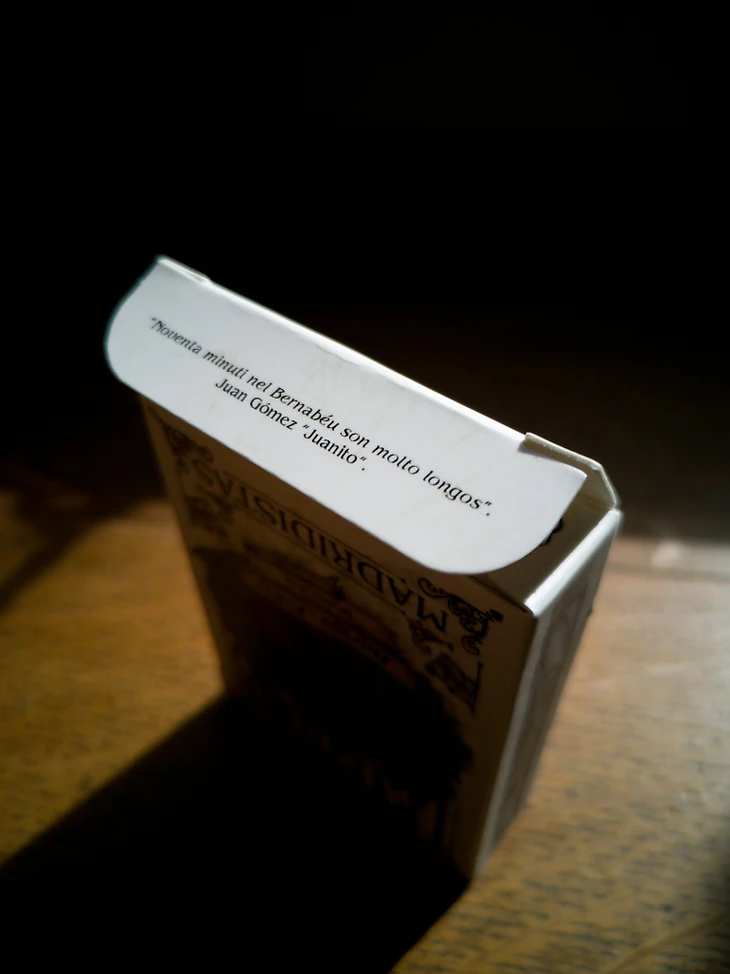 "Noventa minuti nel Bernabéu son molto longos".
Juan Gómez "Juanito".
MADRIDISTAS